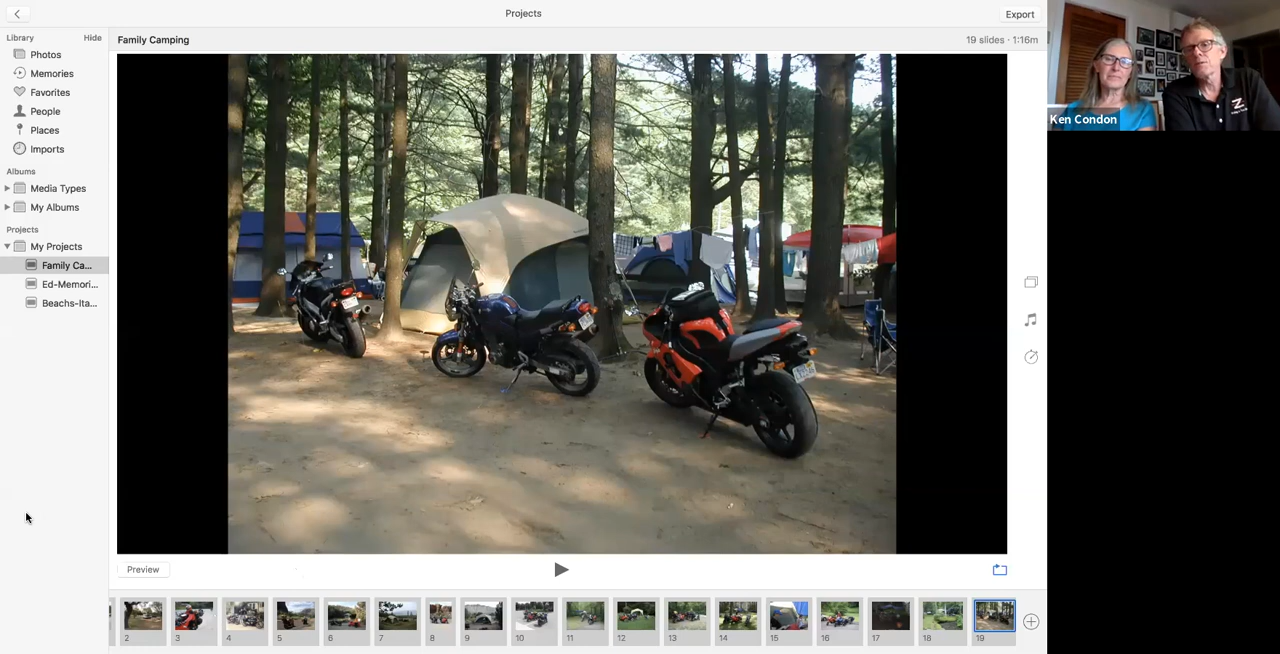 Projects
Export
Library
Hide
Family Camping
19 slides · 1:16m
Photos
Memories
Favorites
People
Places
Imports
Albums
Media Types
My Albums
Projects
My Projects
Family Ca...
Ed-Memori...
Beachs-Ita...
Ken Condon
Z
Preview
2 3 4 5 6 7 8 9 10 11 12 13 14 15 16 17 18 19